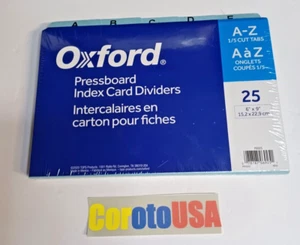 A B C D E
Oxford®
A-Z
1/5 CUT TABS
A à Z
ONGLETS
COUPÉS 1/5
Pressboard
Index Card Dividers
Intercalaires en
carton pour fiches
25
6" x 9"
15,2 x 22,9 cm
CorotoUSA